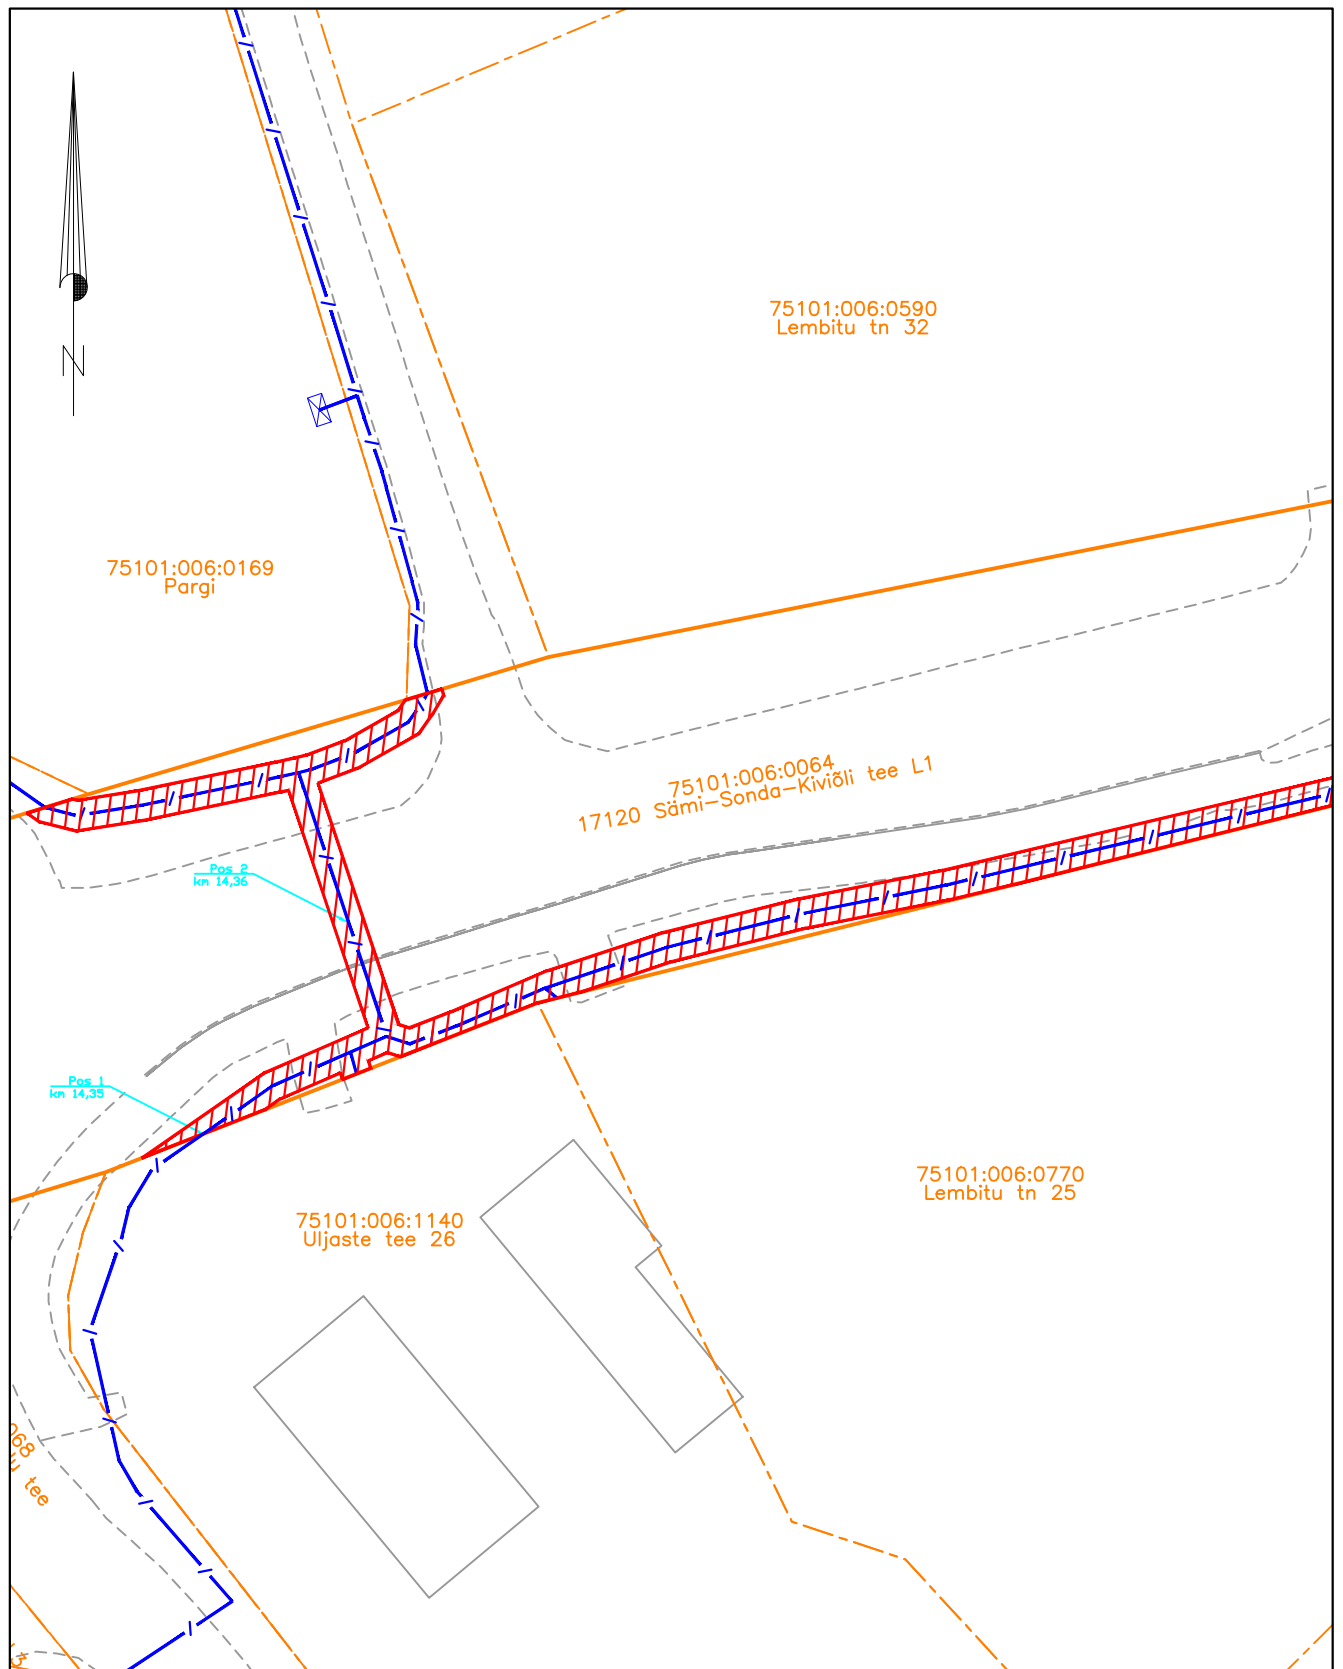 75101:006:0590
Lembitu tn 32
N
75101:006:0169
Pargi
75101:006:0064
17120 Sämi-Sonda-Kiviõli tee L1
Pos 2
km 14,36
Pos 1
km 14,35
75101:006:0770
Lembitu tn 25
75101:006:1140
Uljaste tee 26
068
tee